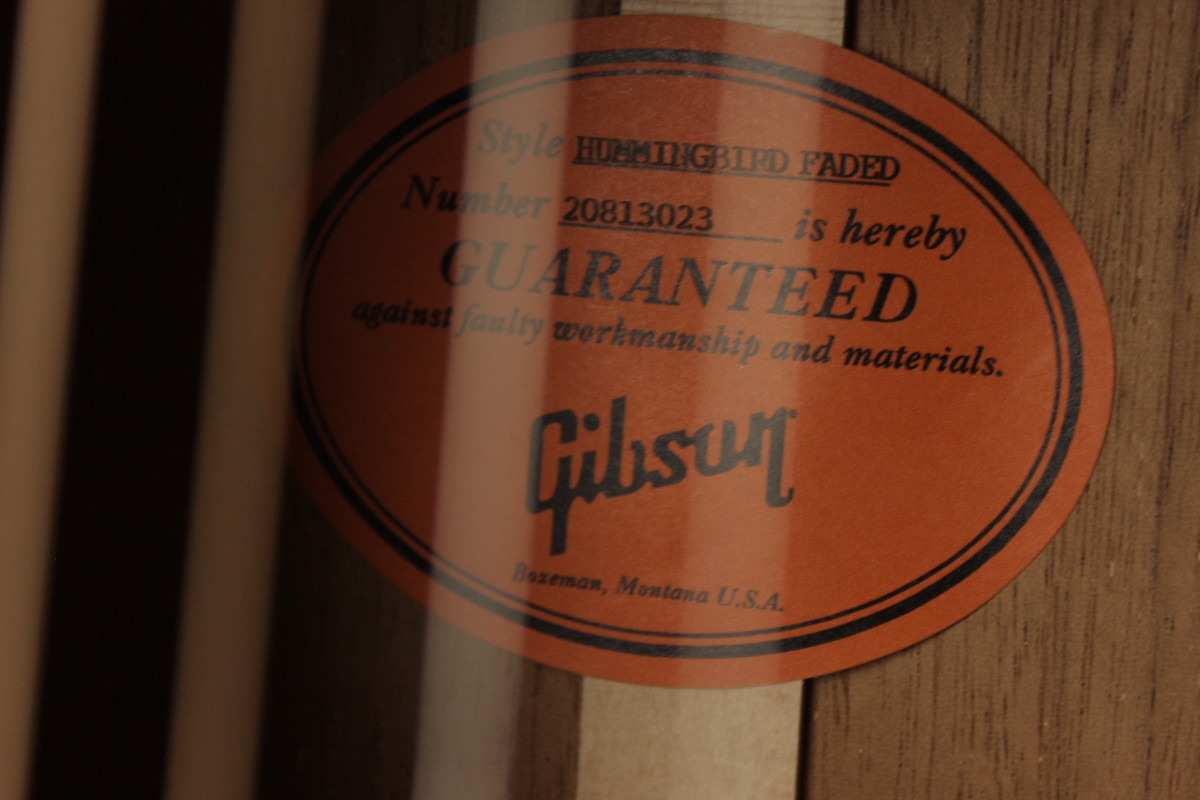 Style HUMMINGBIRD FADED
Number 20813023 is hereby
GUARANTEED
against faulty workmanship and materials.
Gibson
Bozeman, Montana U.S.A.